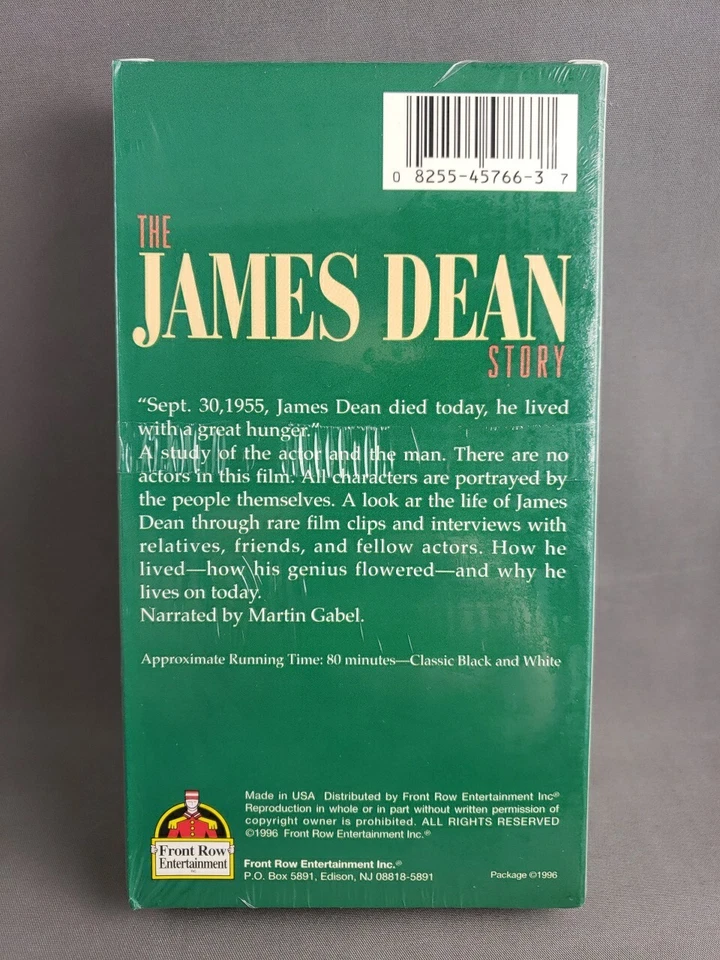 0 8255-45766-3 7
THE
JAMES DEAN
STORY
“Sept. 30,1955, James Dean died today, he lived
with a great hunger.”
A study of the actor and the man. There are no
actors in this film. All characters are portrayed by
the people themselves. A look ar the life of James
Dean through rare film clips and interviews with
relatives, friends, and fellow actors. How he
lived—how his genius flowered—and why he
lives on today.
Narrated by Martin Gabel.
Approximate Running Time: 80 minutes—Classic Black and White
Made in USA Distributed by Front Row Entertainment Inc®
Reproduction in whole or in part without written permission of
copyright owner is prohibited. ALL RIGHTS RESERVED
©1996 Front Row Entertainment Inc.®
Front Row
Entertainment
Front Row Entertainment Inc.®
P.O. Box 5891, Edison, NJ 08818-5891
Package ©1996